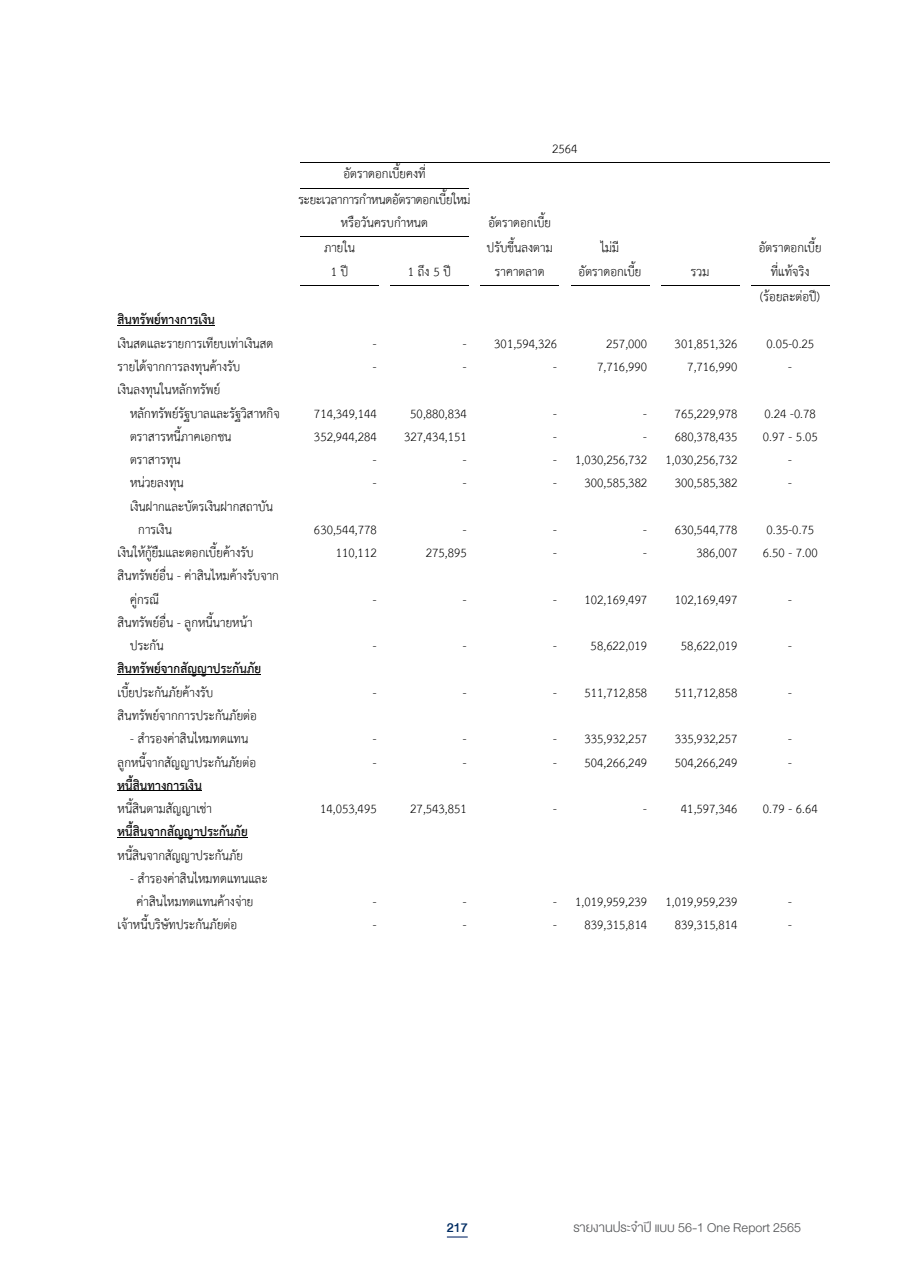 2564
อัตราดอกเบี้ยคงที่
ระยะเวลาการกำหนดอัตราดอกเบี้ยใหม่
หรือวันครบกำหนด อัตราดอกเบี้ย
ภายใน ปรับขึ้นลงตาม ไม่มี อัตราดอกเบี้ย
1 ปี 1 ถึง 5 ปี ราคาตลาด อัตราดอกเบี้ย รวม ที่แท้จริง
(ร้อยละต่อปี)
สินทรัพย์ทางการเงิน
เงินสดและรายการเทียบเท่าเงินสด - - 301,594,326 257,000 301,851,326 0.05-0.25
รายได้จากการลงทุนค้างรับ - - - 7,716,990 7,716,990 -
เงินลงทุนในหลักทรัพย์
หลักทรัพย์รัฐบาลและรัฐวิสาหกิจ 714,349,144 50,880,834 - - 765,229,978 0.24 -0.78
ตราสารหนี้ภาคเอกชน 352,944,284 327,434,151 - - 680,378,435 0.97 - 5.05
ตราสารทุน - - - 1,030,256,732 1,030,256,732 -
หน่วยลงทุน - - - 300,585,382 300,585,382 -
เงินฝากและบัตรเงินฝากสถาบัน
การเงิน 630,544,778 - - - 630,544,778 0.35-0.75
เงินให้กู้ยืมและดอกเบี้ยค้างรับ 110,112 275,895 - - 386,007 6.50 - 7.00
สินทรัพย์อื่น - ค่าสินไหมค้างรับจาก
คู่กรณี - - - 102,169,497 102,169,497 -
สินทรัพย์อื่น - ลูกหนี้นายหน้า
ประกัน - - - 58,622,019 58,622,019 -
สินทรัพย์จากสัญญาประกันภัย
เบี้ยประกันภัยค้างรับ - - - 511,712,858 511,712,858 -
สินทรัพย์จากการประกันภัยต่อ
- สำรองค่าสินไหมทดแทน - - - 335,932,257 335,932,257 -
ลูกหนี้จากสัญญาประกันภัยต่อ - - - 504,266,249 504,266,249 -
หนี้สินทางการเงิน
หนี้สินตามสัญญาเช่า 14,053,495 27,543,851 - - 41,597,346 0.79 - 6.64
หนี้สินจากสัญญาประกันภัย
หนี้สินจากสัญญาประกันภัย
- สำรองค่าสินไหมทดแทนและ
ค่าสินไหมทดแทนค้างจ่าย - - - 1,019,959,239 1,019,959,239 -
เจ้าหนี้บริษัทประกันภัยต่อ - - - 839,315,814 839,315,814 -
217 รายงานประจำปี แบบ 56-1 One Report 2565